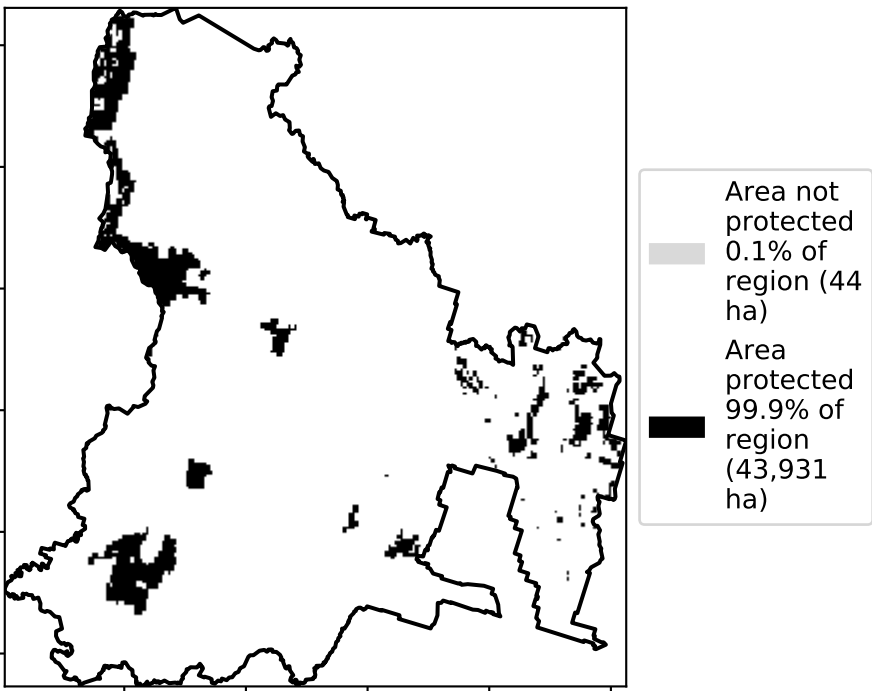 Area not
protected
0.1% of
region (44
ha)
Area
protected
99.9% of
region
(43,931
ha)